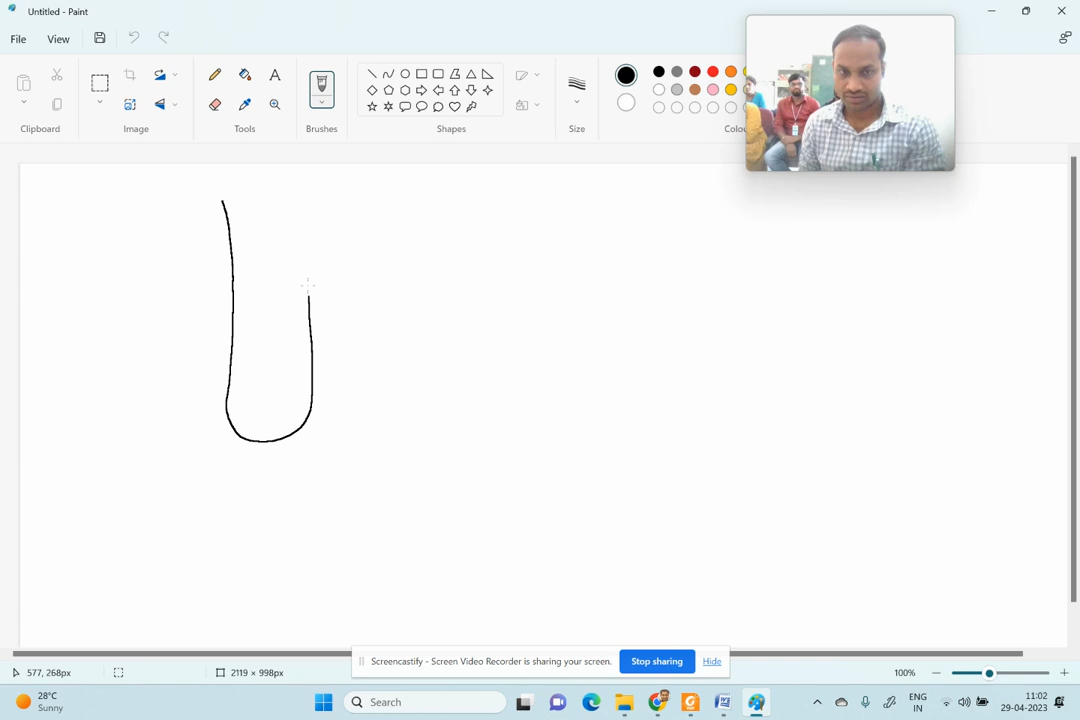 Untitled - Paint
File View
Clipboard Image Tools Brushes Shapes Size
A
Screencastify - Screen Video Recorder is sharing your screen. Stop sharing Hide
577, 268px 2119 × 998px 100%
28°C
Sunny
Search
ENG
IN
11:02
29-04-2023